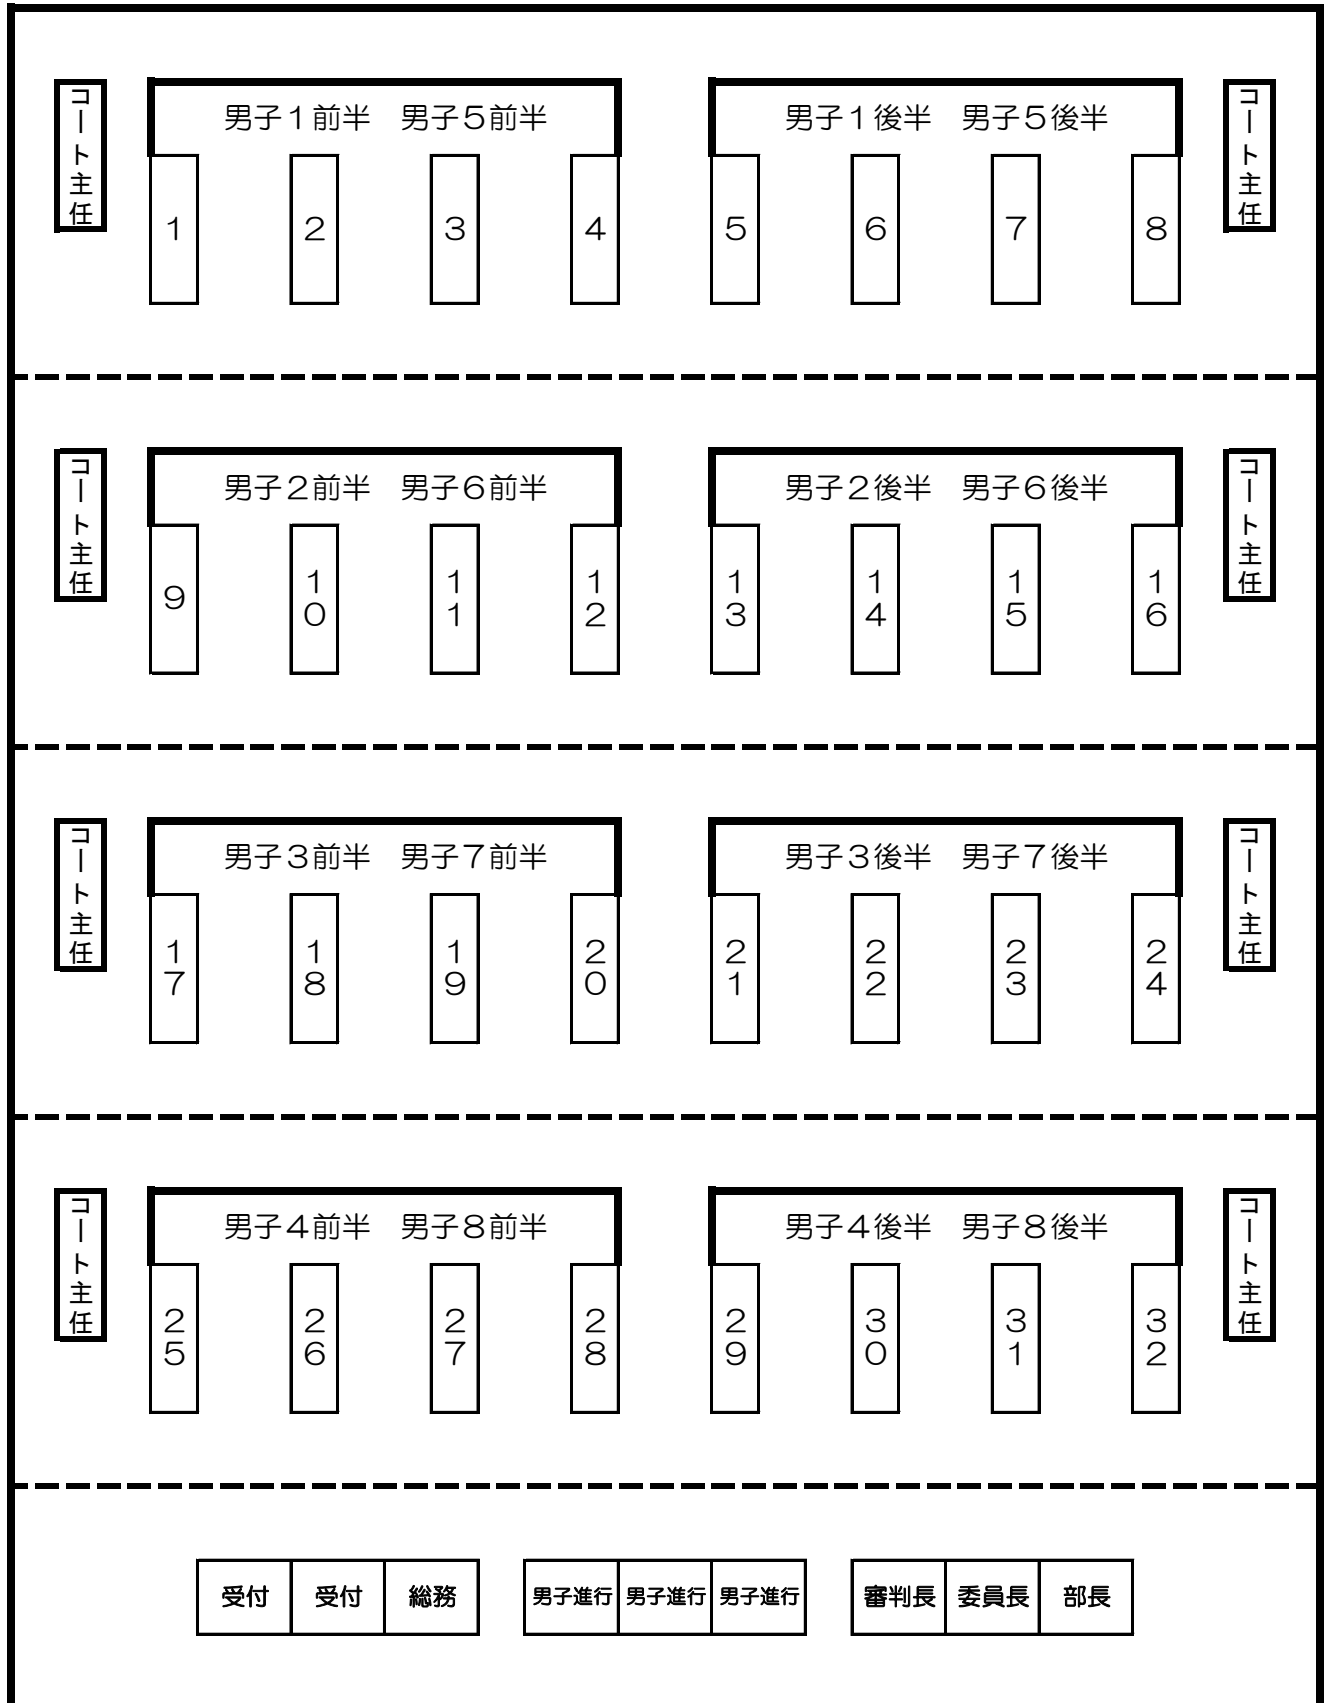 コート主任
男子１前半　男子５前半
男子１後半　男子５後半
コート主任
１
２
３
４
５
６
７
８
コート主任
男子２前半　男子６前半
男子２後半　男子６後半
コート主任
９
１０
１１
１２
１３
１４
１５
１６
コート主任
男子３前半　男子７前半
男子３後半　男子７後半
コート主任
１７
１８
１９
２０
２１
２２
２３
２４
コート主任
男子４前半　男子８前半
男子４後半　男子８後半
コート主任
２５
２６
２７
２８
２９
３０
３１
３２
受付
受付
総務
男子進行
男子進行
男子進行
審判長
委員長
部長